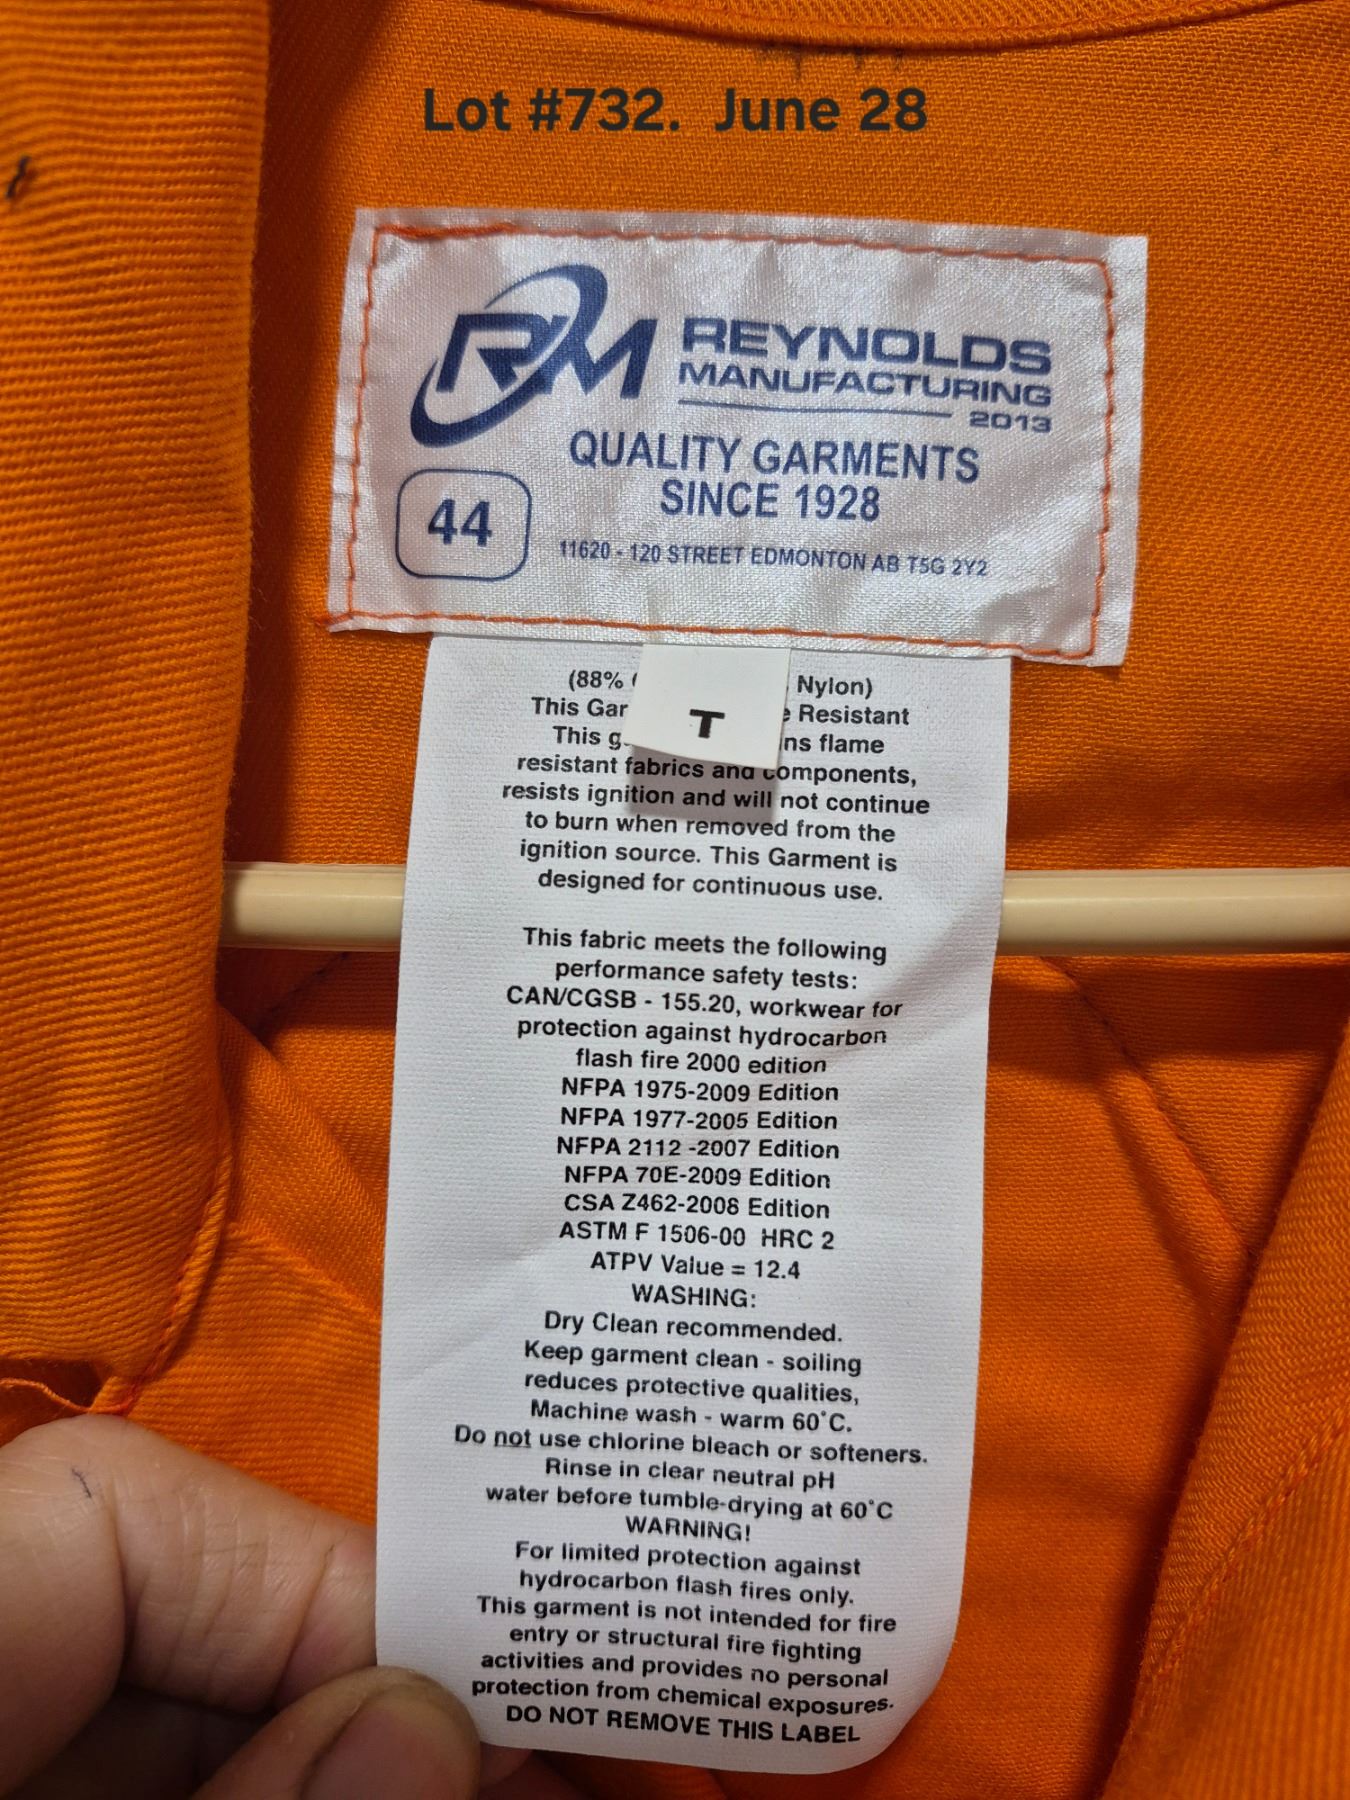 Lot #732. June 28
RM REYNOLDS
MANUFACTURING
2013
QUALITY GARMENTS
SINCE 1928
44
11620 - 120 STREET EDMONTON AB T5G 2Y2
T
(88% Nylon)
This Resistant
This flame
resistant fabrics and components,
resists ignition and will not continue
to burn when removed from the
ignition source. This Garment is
designed for continuous use.
This fabric meets the following
performance safety tests:
CAN/CGSB - 155.20, workwear for
protection against hydrocarbon
flash fire 2000 edition
NFPA 1975-2009 Edition
NFPA 1977-2005 Edition
NFPA 2112 -2007 Edition
NFPA 70E-2009 Edition
CSA Z462-2008 Edition
ASTM F 1506-00 HRC 2
ATPV Value = 12.4
WASHING:
Dry Clean recommended.
Keep garment clean - soiling
reduces protective qualities,
Machine wash - warm 60°C.
Do not use chlorine bleach or softeners.
Rinse in clear neutral pH
water before tumble-drying at 60°C
WARNING!
For limited protection against
hydrocarbon flash fires only.
This garment is not intended for fire
entry or structural fire fighting
activities and provides no personal
protection from chemical exposures.
DO NOT REMOVE THIS LABEL